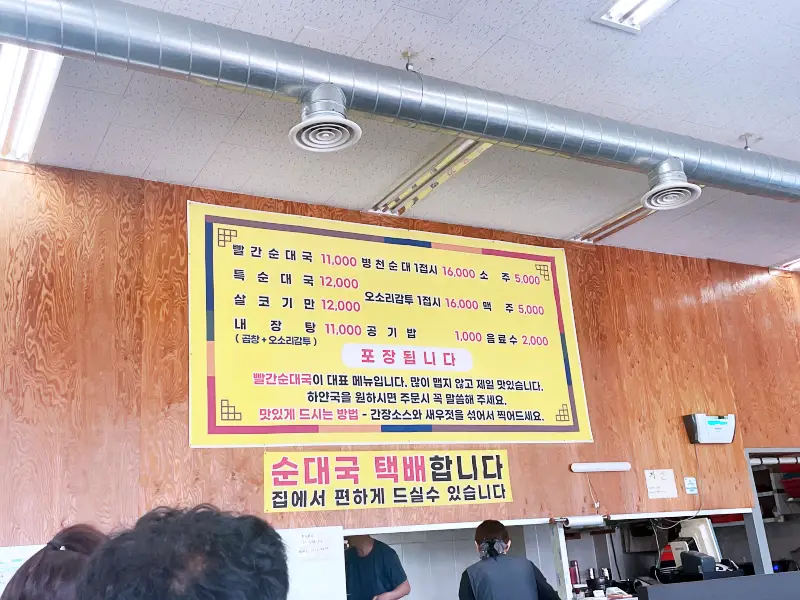 빨간순대국 11,000 병천순대 1접시 16,000 소 주 5,000
특 순 대 국 12,000
살 코 기 만 12,000 오소리감투 1접시 16,000 맥 주 5,000
내 장 탕 11,000 공 기 밥 1,000 음료수 2,000
( 곱창 + 오소리감투 )
포 장 됩 니 다
빨간순대국이 대표 메뉴입니다. 많이 맵지 않고 제일 맛있습니다.
하얀국을 원하시면 주문시 꼭 말씀해 주세요.
맛있게 드시는 방법 - 간장소스와 새우젓을 섞어서 찍어드세요.
순대국 택배합니다
집에서 편하게 드실수 있습니다